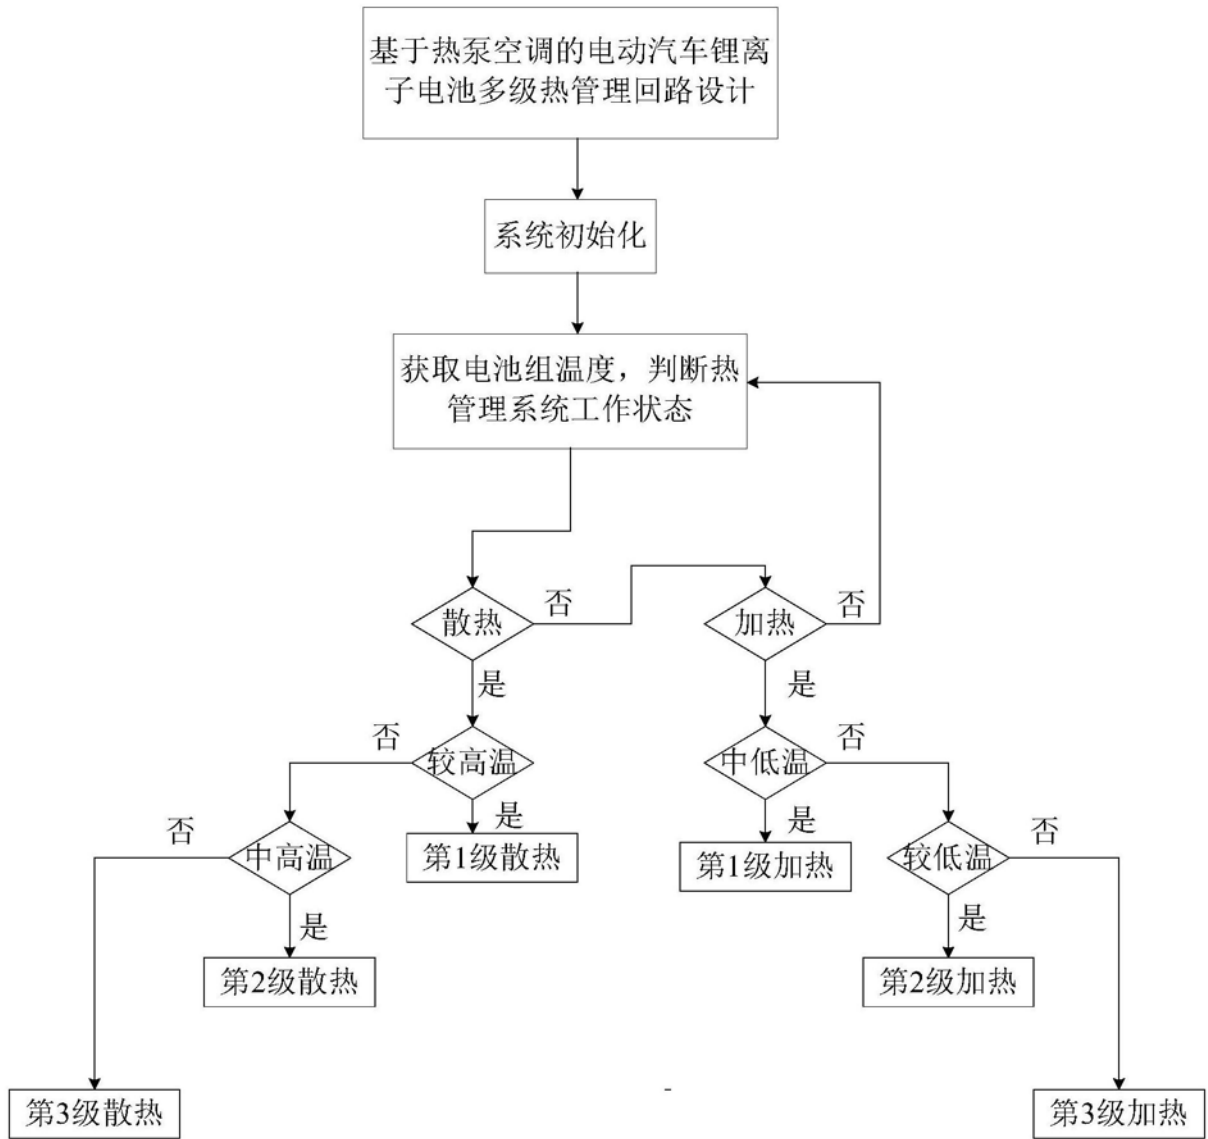 基于热泵空调的电动汽车锂离
子电池多级热管理回路设计
系统初始化
获取电池组温度，判断热
管理系统工作状态
散热
否
加热
否
是
是
否
较高温
中低温
否
是
是
否
中高温
第1级散热
第1级加热
较低温
否
是
是
第2级散热
第2级加热
第3级散热
第3级加热